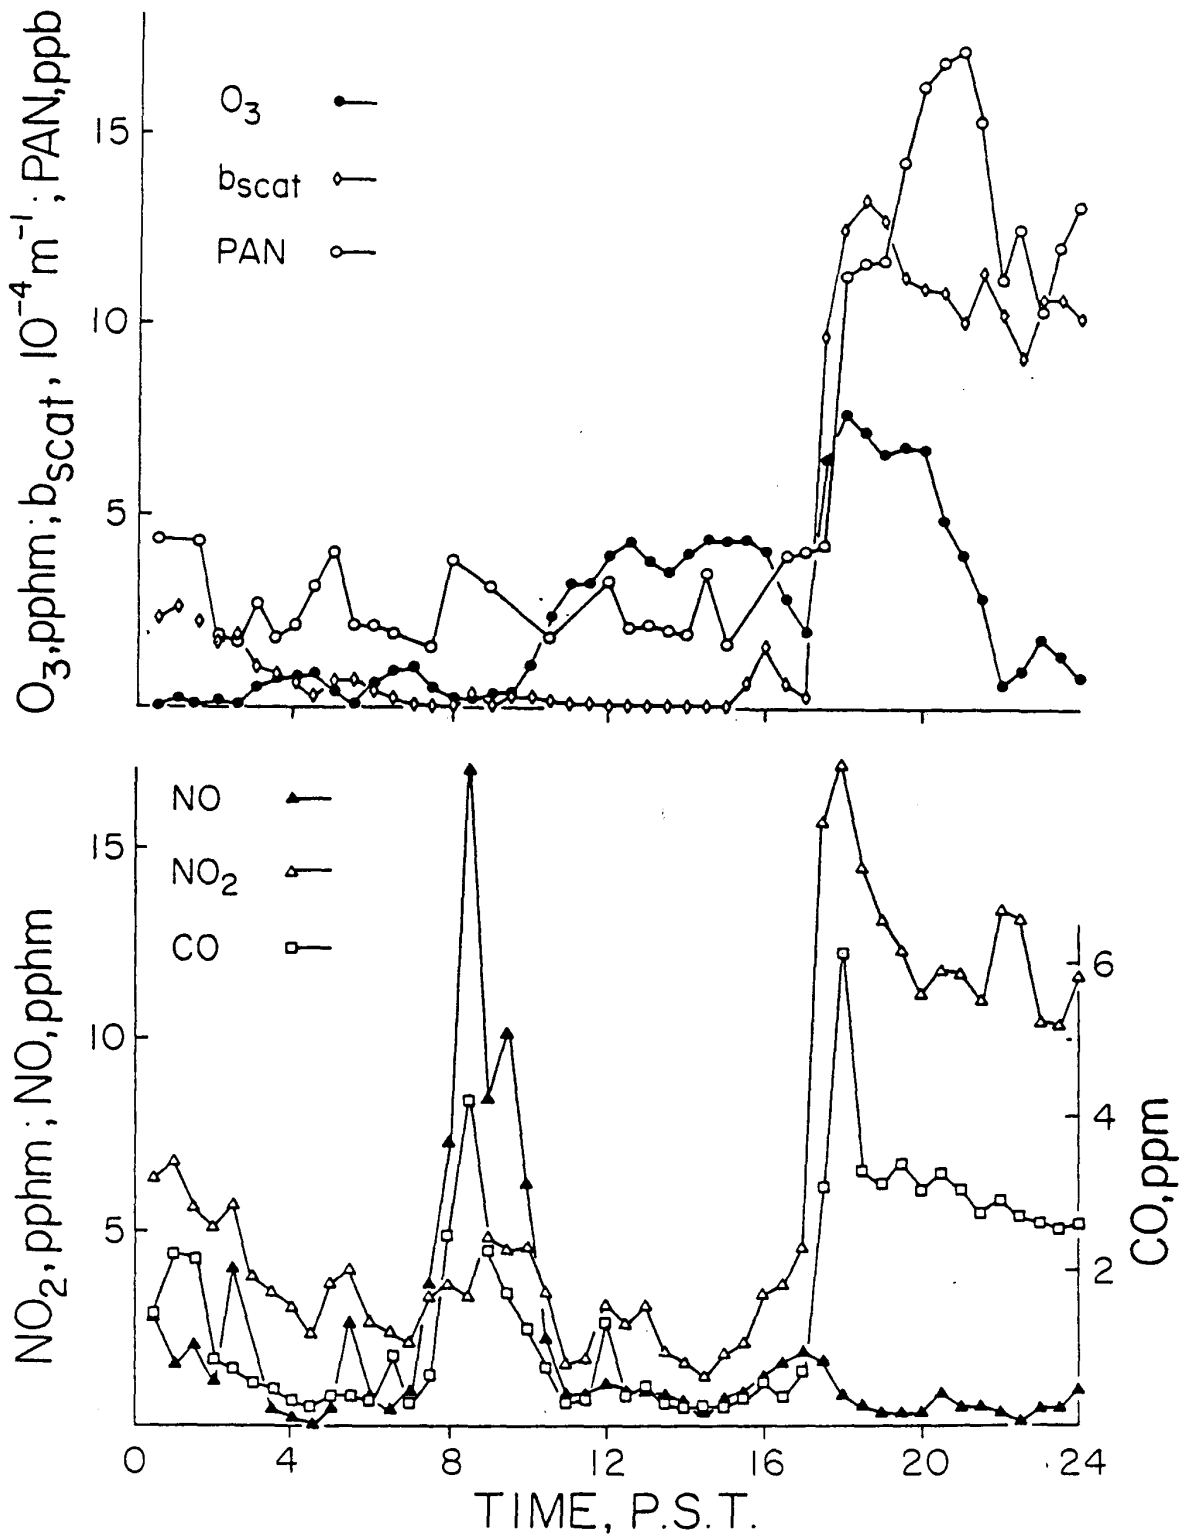 O3, pphm; bscat, 10-4 m-1; PAN, ppb
O3
bscat
PAN
15
10
5
NO2, pphm; NO, pphm
NO
NO2
CO
15
10
5
6
4
2
CO, ppm
0 4 8 12 16 20 24
TIME, P.S.T.